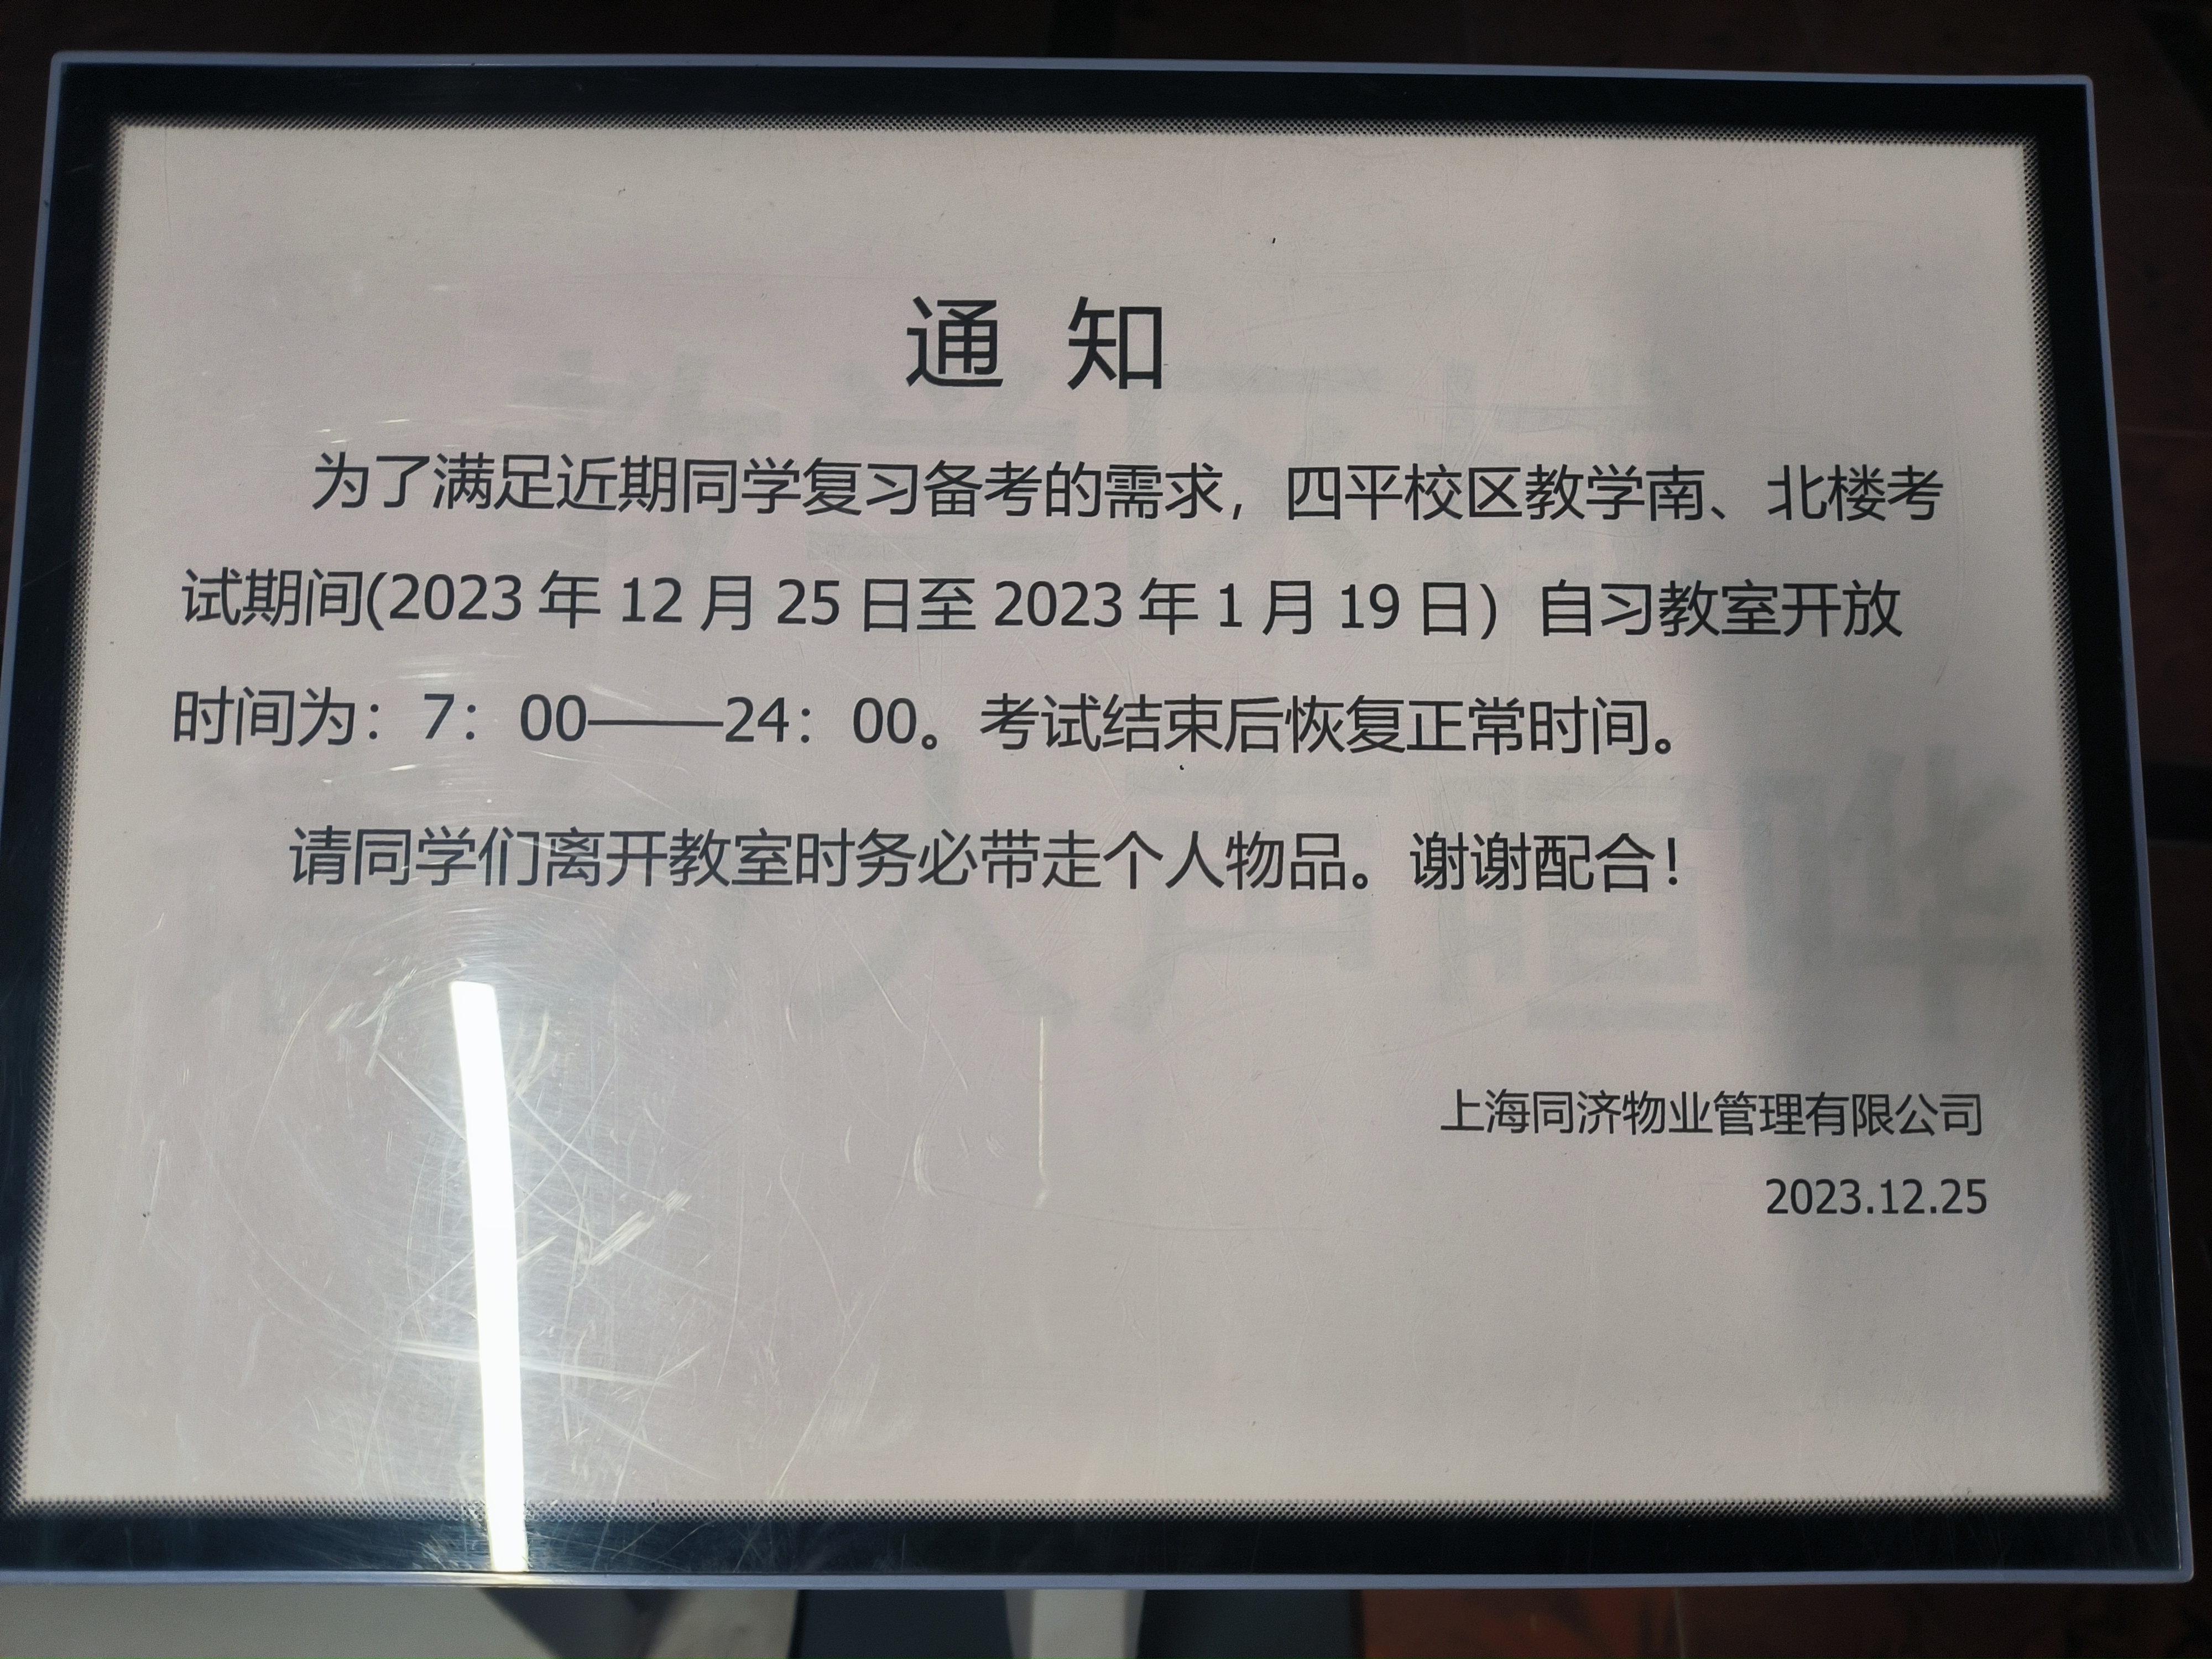 通 知
为了满足近期同学复习备考的需求，四平校区教学南、北楼考
试期间(2023 年 12 月 25 日至 2023 年 1 月 19 日）自习教室开放
时间为：7：00——24：00。考试结束后恢复正常时间。
请同学们离开教室时务必带走个人物品。谢谢配合！
上海同济物业管理有限公司
2023.12.25